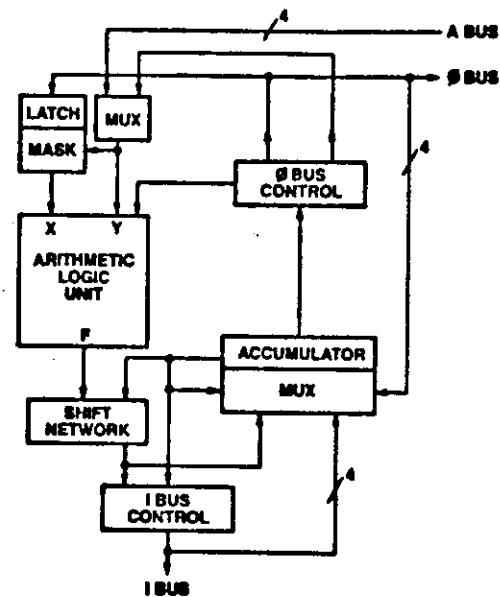 4
A BUS
Ø BUS
LATCH
MUX
MASK
4
Ø BUS
CONTROL
X Y
ARITHMETIC
LOGIC
UNIT
F
ACCUMULATOR
MUX
SHIFT
NETWORK
4
I BUS
CONTROL
I BUS